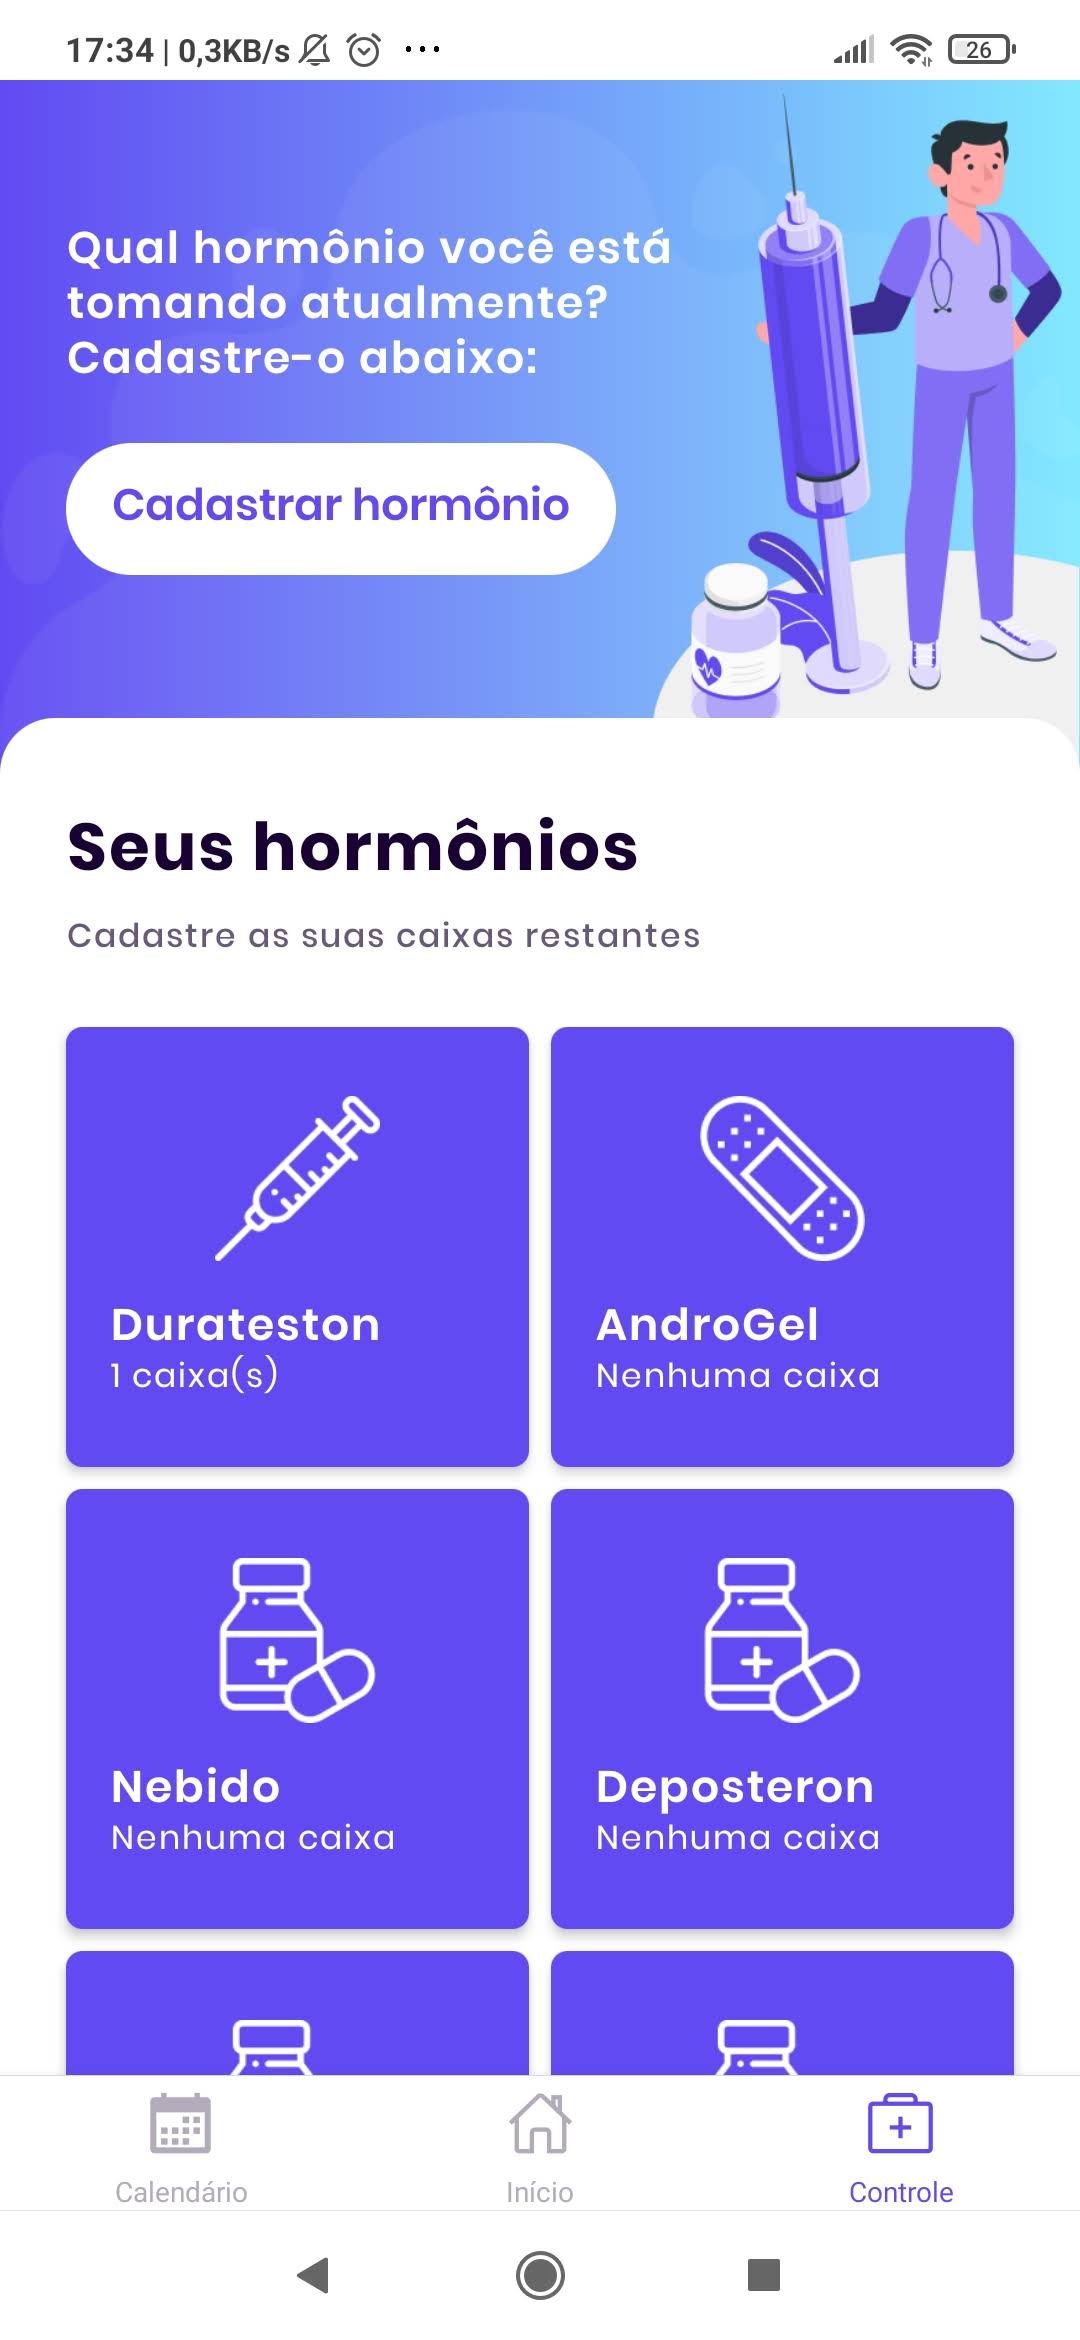 17:34 | 0,3KB/s ...
26
Qual hormônio você está
tomando atualmente?
Cadastre-o abaixo:
Cadastrar hormônio
Seus hormônios
Cadastre as suas caixas restantes
Durateston
1 caixa(s)
AndroGel
Nenhuma caixa
Nebido
Nenhuma caixa
Deposteron
Nenhuma caixa
Calendário
Início
Controle